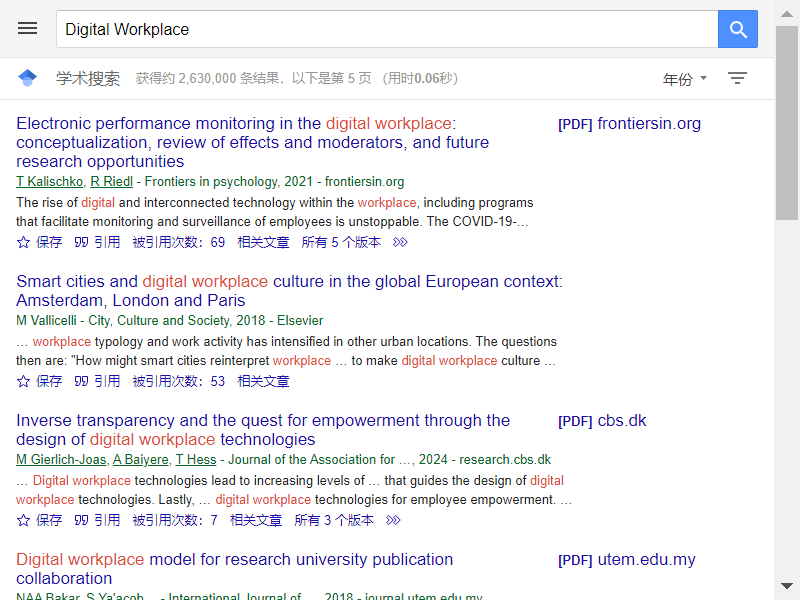 Digital Workplace
学术搜索 获得约 2,630,000 条结果，以下是第 5 页 （用时0.06秒） 年份
Electronic performance monitoring in the digital workplace: [PDF] frontiersin.org
conceptualization, review of effects and moderators, and future
research opportunities
T Kalischko, R Riedl - Frontiers in psychology, 2021 - frontiersin.org
The rise of digital and interconnected technology within the workplace, including programs
that facilitate monitoring and surveillance of employees is unstoppable. The COVID-19-…
保存 引用 被引用次数：69 相关文章 所有 5 个版本
Smart cities and digital workplace culture in the global European context:
Amsterdam, London and Paris
M Vallicelli - City, Culture and Society, 2018 - Elsevier
… workplace typology and work activity has intensified in other urban locations. The questions
then are: "How might smart cities reinterpret workplace … to make digital workplace culture …
保存 引用 被引用次数：53 相关文章
Inverse transparency and the quest for empowerment through the [PDF] cbs.dk
design of digital workplace technologies
M Gierlich-Joas, A Baiyere, T Hess - Journal of the Association for …, 2024 - research.cbs.dk
… Digital workplace technologies lead to increasing levels of … that guides the design of digital
workplace technologies. Lastly, … digital workplace technologies for employee empowerment. …
保存 引用 被引用次数：7 相关文章 所有 3 个版本
Digital workplace model for research university publication [PDF] utem.edu.my
collaboration
NAA Bakar, S Ya'acob… - International Journal of …, 2018 - journal.utem.edu.my